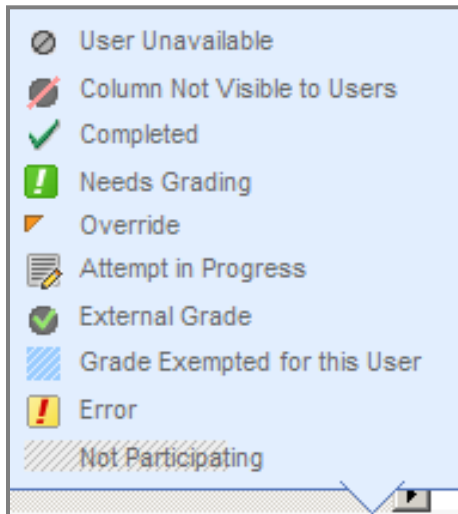 User Unavailable
Column Not Visible to Users
Completed
Needs Grading
Override
Attempt in Progress
External Grade
Grade Exempted for this User
Error
Not Participating